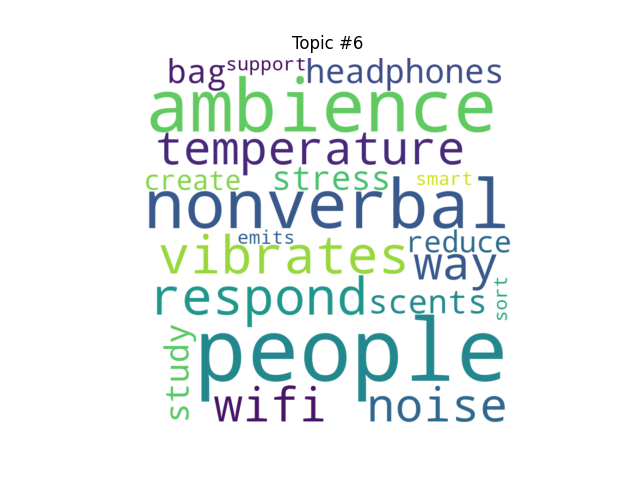 Topic #6
bag support headphones
ambience
temperature
create stress smart
nonverbal
emits
vibrates way reduce
respond scents sort
people
study
wifi noise